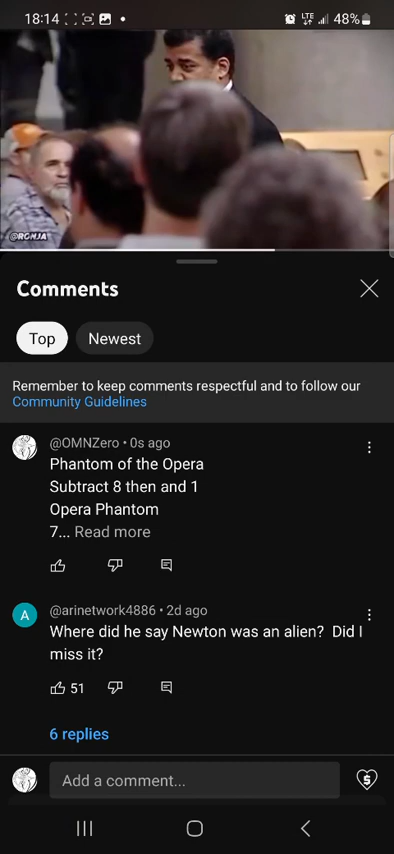 18:14
LTE
48%
@RONJA
Comments
Top
Newest
Remember to keep comments respectful and to follow our
Community Guidelines
@OMNZero • 0s ago
Phantom of the Opera
Subtract 8 then and 1
Opera Phantom
7... Read more
A
@arinetwork4886 • 2d ago
Where did he say Newton was an alien? Did I
miss it?
51
6 replies
Add a comment...
$